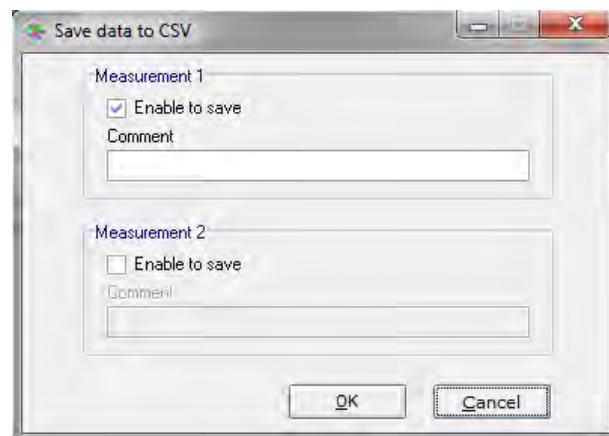 Save data to CSV
Measurement 1
Enable to save
Comment
Measurement 2
Enable to save
Comment
OK
Cancel